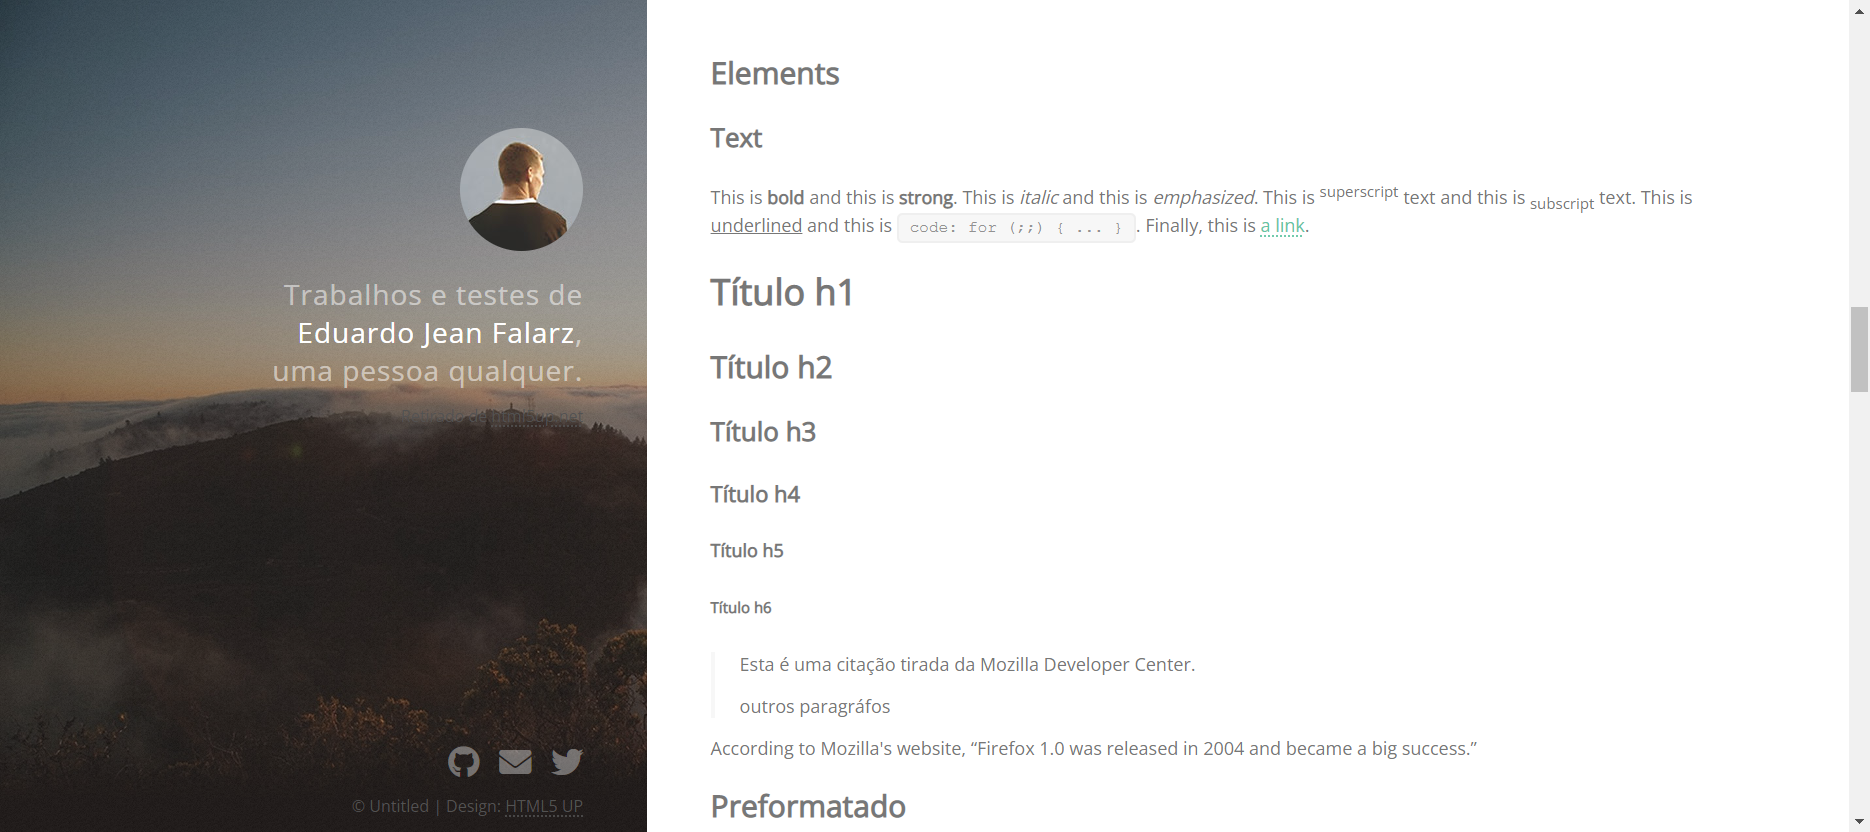 Trabalhos e testes de
Eduardo Jean Falarz,
uma pessoa qualquer.
Retirado de html5up.net
© Untitled | Design: HTML5 UP
Elements
Text
This is bold and this is strong. This is italic and this is emphasized. This is superscript text and this is subscript text. This is
underlined and this is code: for (;;) { ... } . Finally, this is a link.
Título h1
Título h2
Título h3
Título h4
Título h5
Título h6
Esta é uma citação tirada da Mozilla Developer Center.
outros paragráfos
According to Mozilla's website, “Firefox 1.0 was released in 2004 and became a big success.”
Preformatado